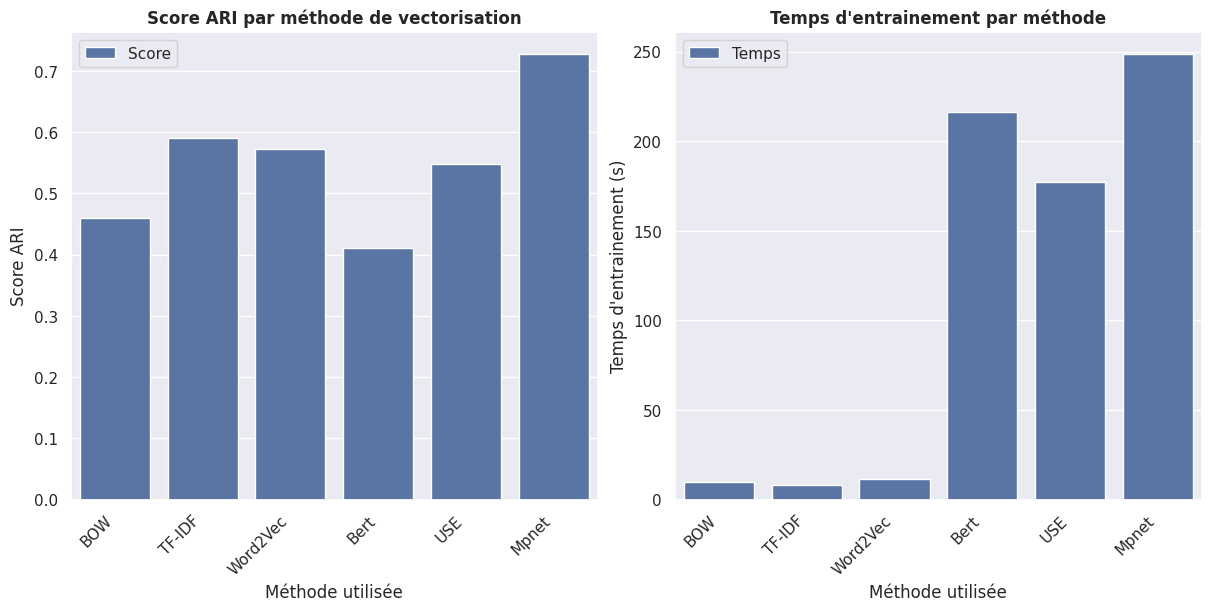 Score ARI par méthode de vectorisation
Score
Score ARI
0.7
0.6
0.5
0.4
0.3
0.2
0.1
0.0
BOW
TF-IDF
Word2Vec
Bert
USE
Mpnet
Méthode utilisée
Temps d'entrainement par méthode
Temps
Temps d'entrainement (s)
250
200
150
100
50
0
BOW
TF-IDF
Word2Vec
Bert
USE
Mpnet
Méthode utilisée